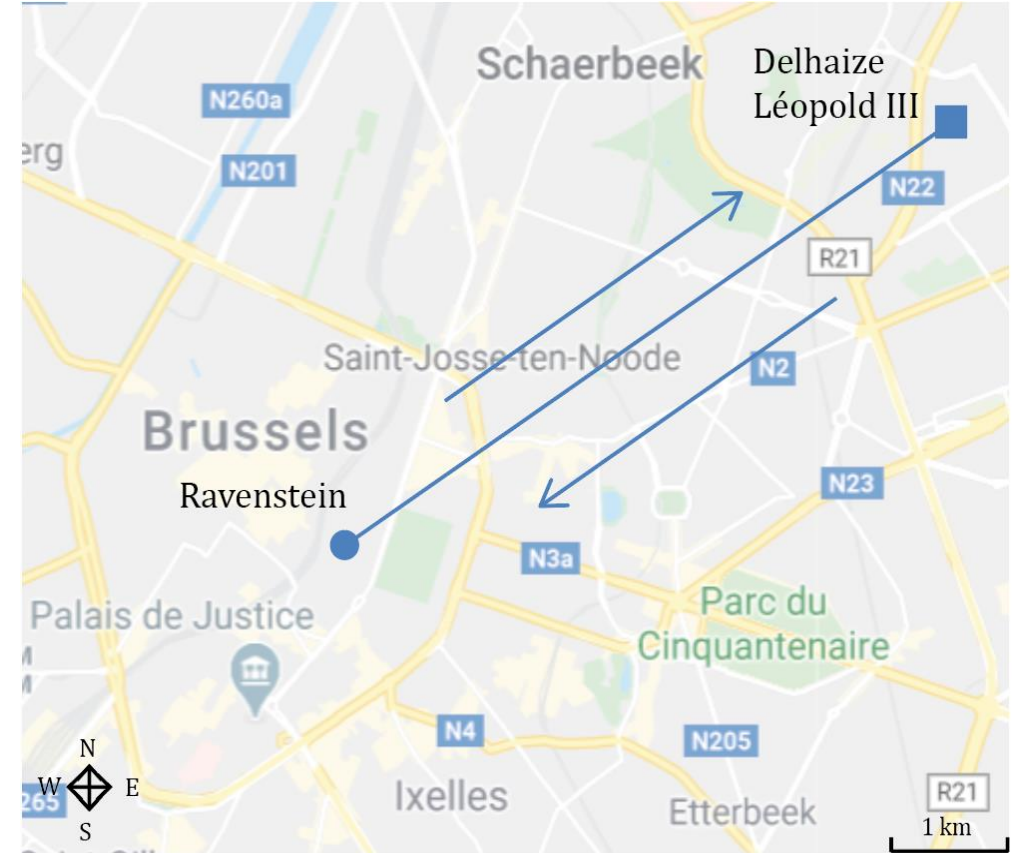 Schaerbeek
Delhaize
Léopold III
N260a
erg
N201
N22
R21
Saint-Josse-ten-Noode
N2
Brussels
Ravenstein
N23
N3a
Palais de Justice
Parc du
Cinquantenaire
N4
N205
N
W E
S
265
Ixelles
Etterbeek
R21
1 km